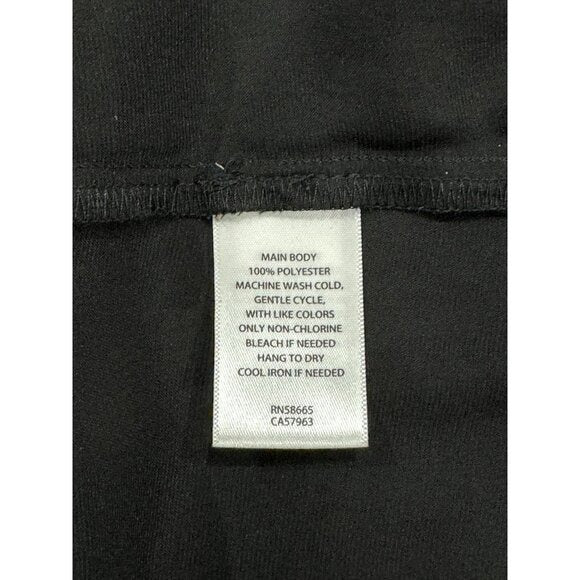 MAIN BODY
100% POLYESTER
MACHINE WASH COLD,
GENTLE CYCLE,
WITH LIKE COLORS
ONLY NON-CHLORINE
BLEACH IF NEEDED
HANG TO DRY
COOL IRON IF NEEDED
RN58665
CA57963